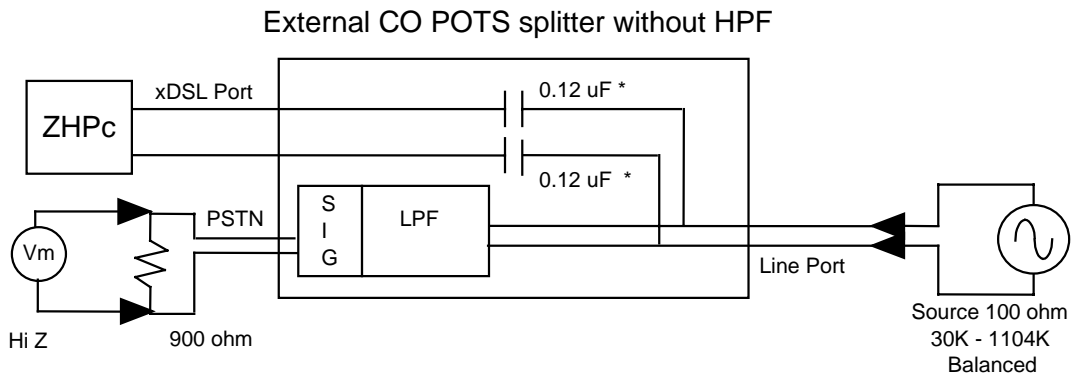 External CO POTS splitter without HPF
xDSL Port
0.12 uF *
ZHPc
0.12 uF *
S
I
G
LPF
PSTN
Vm
Line Port
Hi Z
900 ohm
Source 100 ohm
30K - 1104K
Balanced